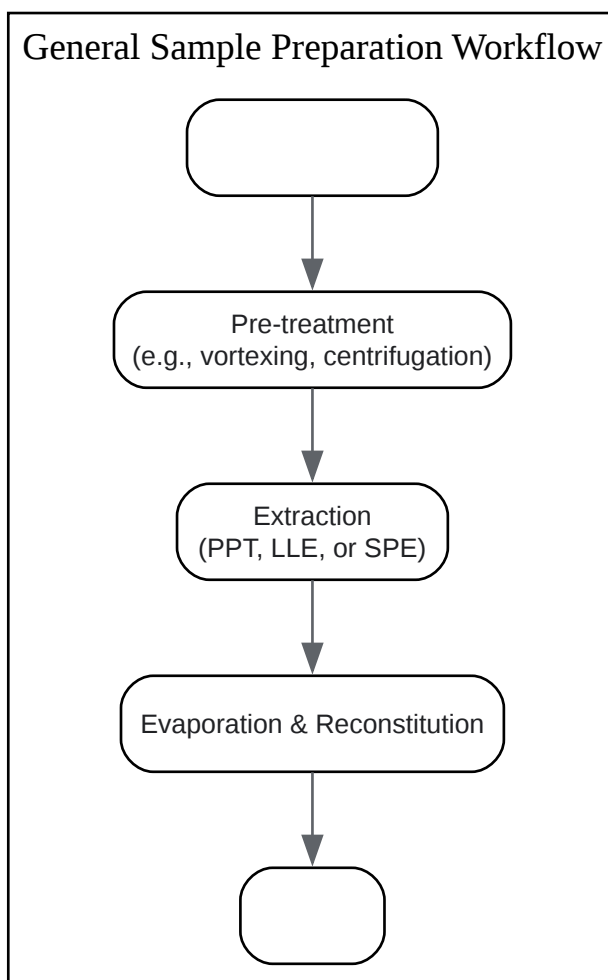 General Sample Preparation Workflow
Pre-treatment
(e.g., vortexing, centrifugation)
Extraction
(PPT, LLE, or SPE)
Evaporation & Reconstitution